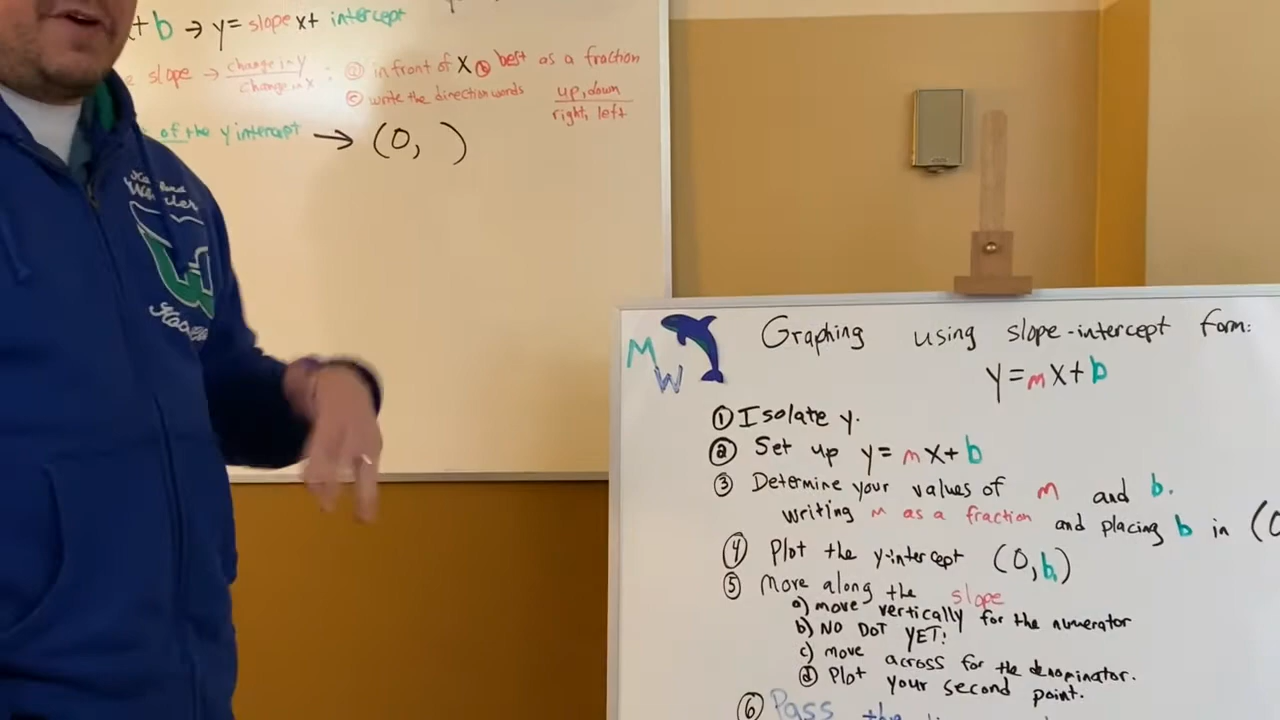 + b → y = slope x + intercept
slope → change in y / change in x : ⓐ in front of X ⓑ best as a fraction
ⓒ write the direction words up, down / right, left
of the y intercept → (0, )
M W
Graphing using slope-intercept form:
y = mx + b
① Isolate y.
② Set up y = mx + b
③ Determine your values of m and b.
writing m as a fraction and placing b in (0
④ Plot the y-intercept (0, b)
⑤ Move along the slope
a) move vertically for the numerator
b) NO DOT YET!
c) move across for the denominator.
ⓓ Plot your second point.
⑥ Pass the